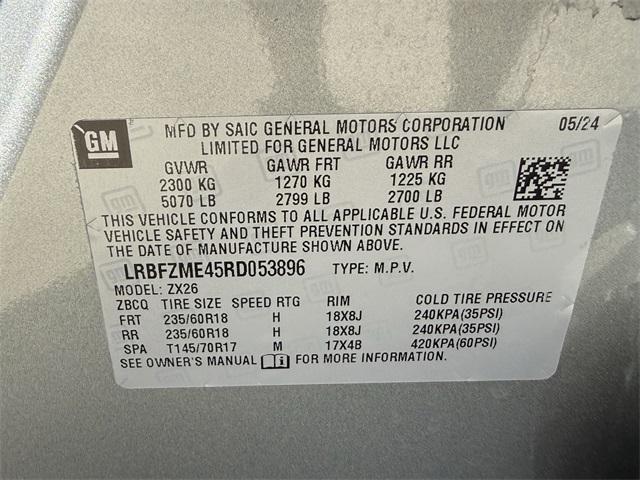 GM
MFD BY SAIC GENERAL MOTORS CORPORATION 05/24
LIMITED FOR GENERAL MOTORS LLC
GVWR GAWR FRT GAWR RR
2300 KG 1270 KG 1225 KG
5070 LB 2799 LB 2700 LB
THIS VEHICLE CONFORMS TO ALL APPLICABLE U.S. FEDERAL MOTOR
VEHICLE SAFETY AND THEFT PREVENTION STANDARDS IN EFFECT ON
THE DATE OF MANUFACTURE SHOWN ABOVE.
LRBFZME45RD053896 TYPE: M.P.V.
MODEL: ZX26
ZBCQ TIRE SIZE SPEED RTG RIM COLD TIRE PRESSURE
FRT 235/60R18 H 18X8J 240KPA(35PSI)
RR 235/60R18 H 18X8J 240KPA(35PSI)
SPA T145/70R17 M 17X4B 420KPA(60PSI)
SEE OWNER'S MANUAL FOR MORE INFORMATION.